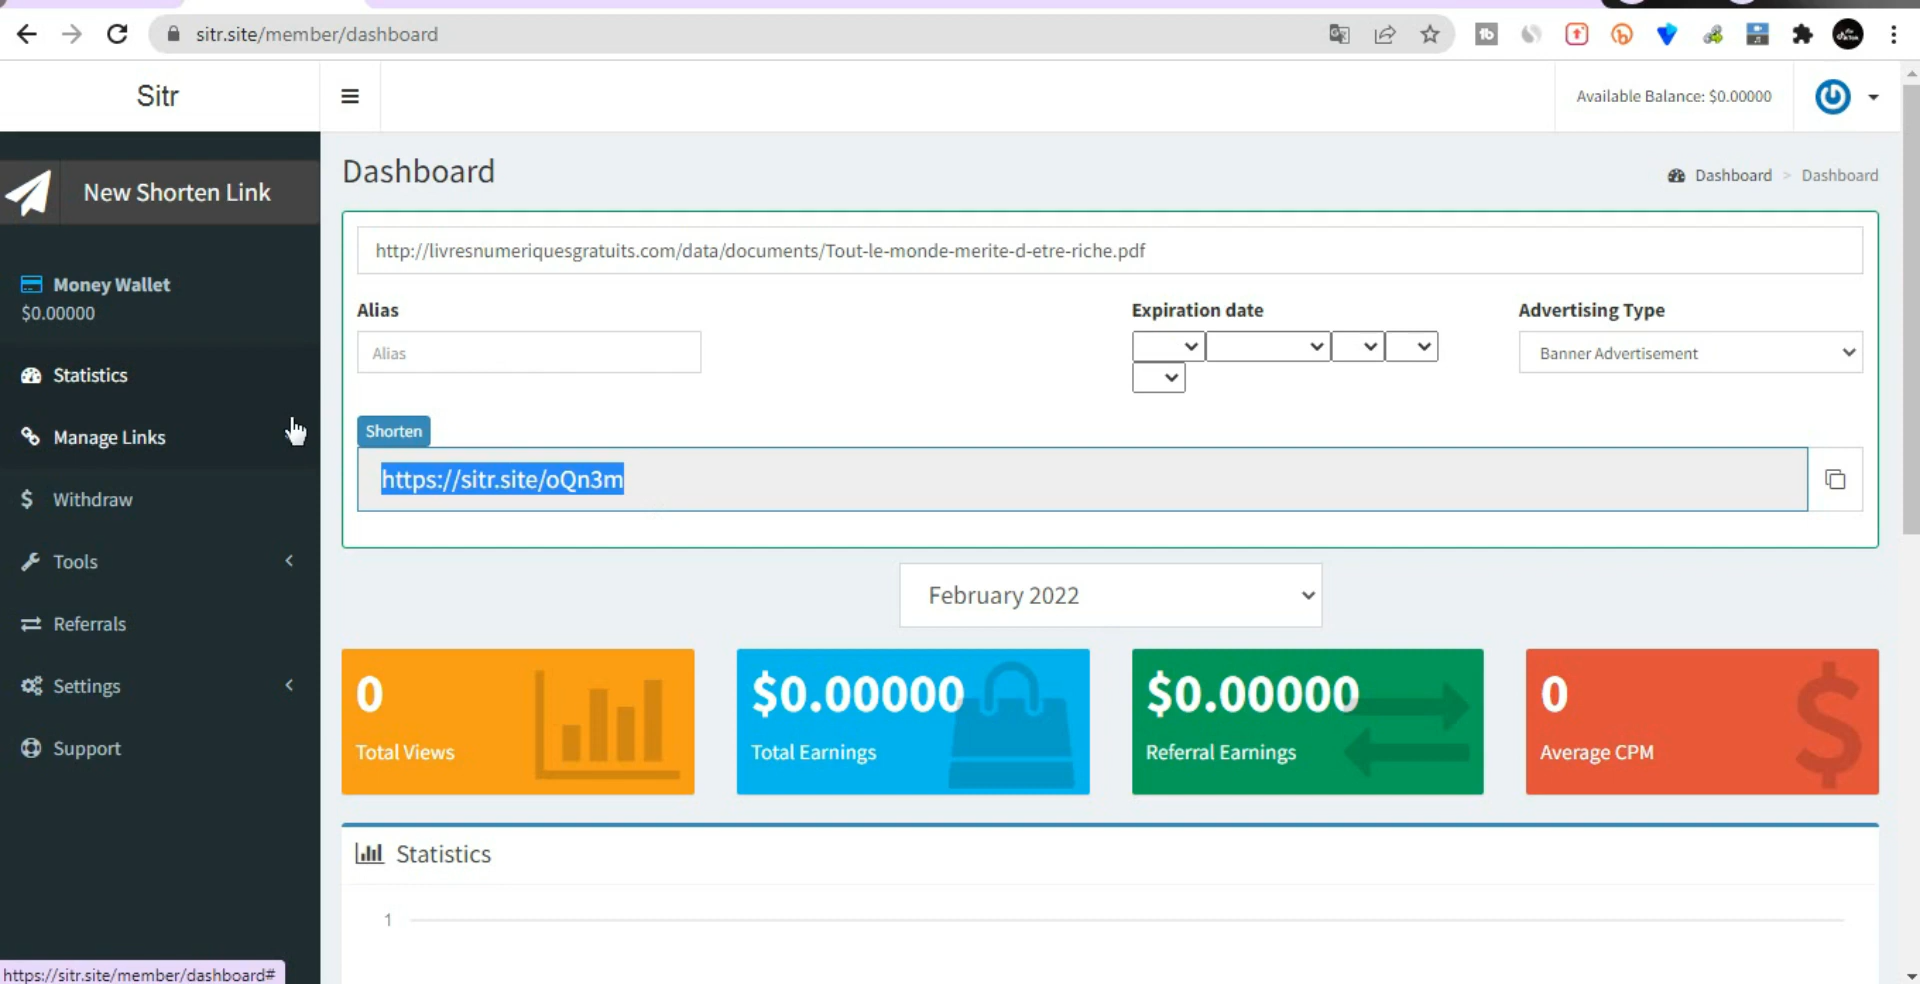 sitr.site/member/dashboard
Sitr
Available Balance: $0.00000
New Shorten Link
Money Wallet
$0.00000
Statistics
Manage Links
Withdraw
Tools
Referrals
Settings
Support
Dashboard
Dashboard > Dashboard
http://livresnumeriquesgratuits.com/data/documents/Tout-le-monde-merite-d-etre-riche.pdf
Alias
Expiration date
Advertising Type
Alias
Banner Advertisement
Shorten
https://sitr.site/oQn3m
February 2022
0
Total Views
$0.00000
Total Earnings
$0.00000
Referral Earnings
0
Average CPM
Statistics
1
https://sitr.site/member/dashboard#